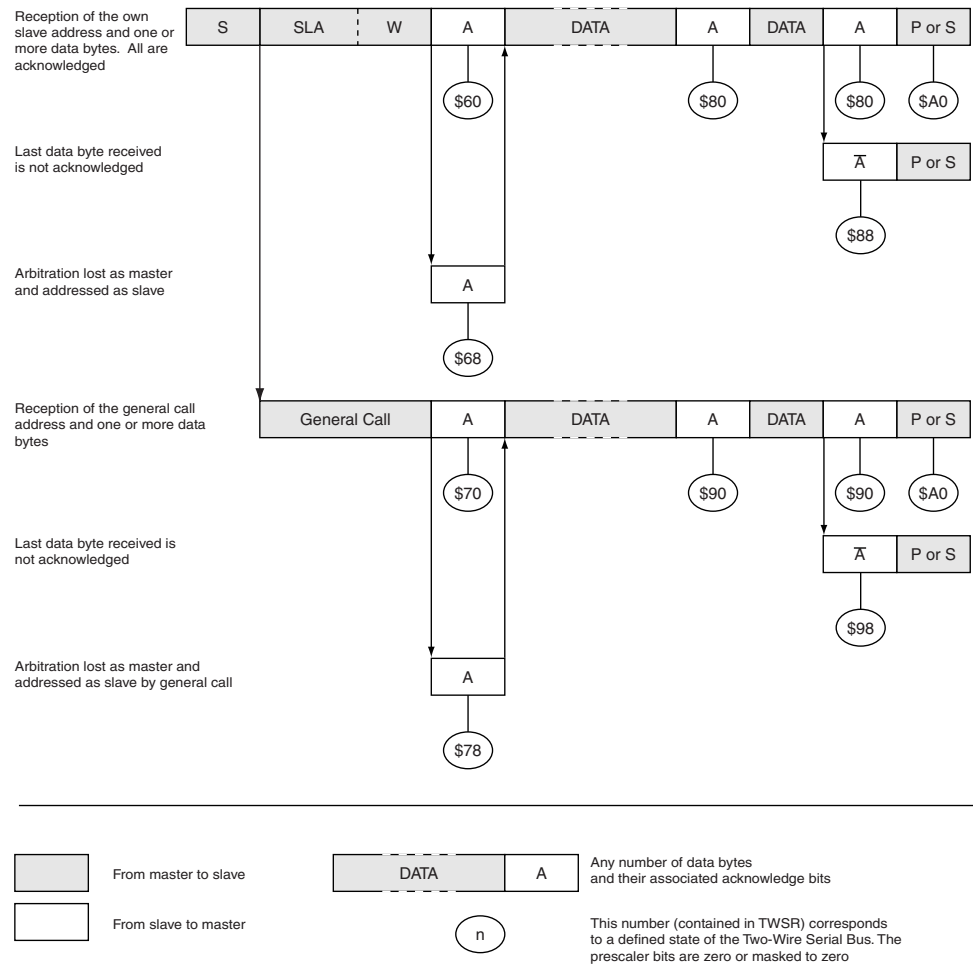 Reception of the own
slave address and one or
more data bytes.  All are
acknowledged
S SLA W A DATA A DATA A P or S
$60 $80 $80 $A0
Last data byte received
is not acknowledged
A̅ P or S
$88
Arbitration lost as master
and addressed as slave
A
$68
Reception of the general call
address and one or more data
bytes
General Call A DATA A DATA A P or S
$70 $90 $90 $A0
Last data byte received is
not acknowledged
A̅ P or S
$98
Arbitration lost as master and
addressed as slave by general call
A
$78
From master to slave
DATA A
Any number of data bytes
and their associated acknowledge bits
From slave to master
n
This number (contained in TWSR) corresponds
to a defined state of the Two-Wire Serial Bus. The
prescaler bits are zero or masked to zero